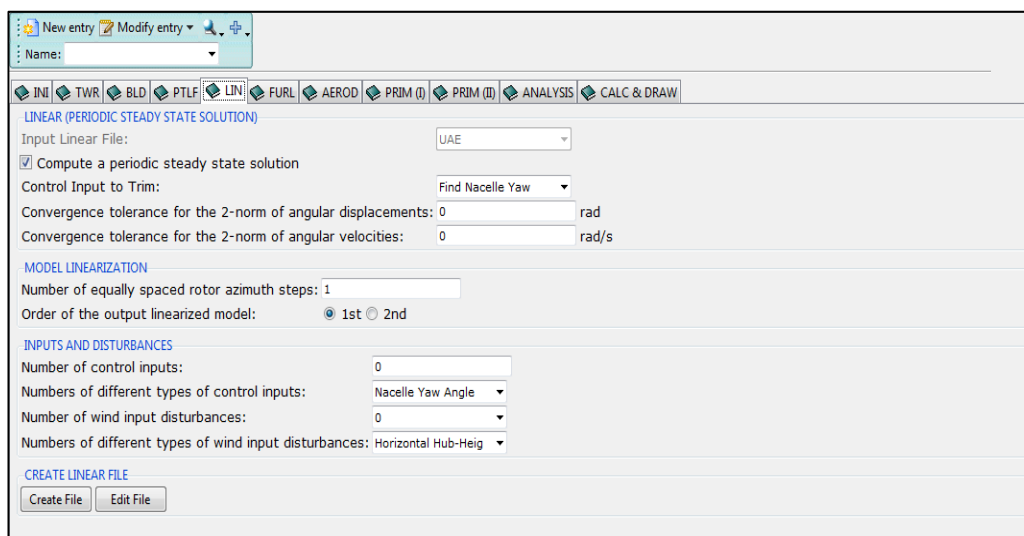 New entry Modify entry
Name:
INI TWR BLD PTLF LIN FURL AEROD PRIM (I) PRIM (II) ANALYSIS CALC & DRAW
LINEAR (PERIODIC STEADY STATE SOLUTION)
Input Linear File: UAE
Compute a periodic steady state solution
Control Input to Trim: Find Nacelle Yaw
Convergence tolerance for the 2-norm of angular displacements: 0 rad
Convergence tolerance for the 2-norm of angular velocities: 0 rad/s
MODEL LINEARIZATION
Number of equally spaced rotor azimuth steps: 1
Order of the output linearized model: 1st 2nd
INPUTS AND DISTURBANCES
Number of control inputs: 0
Numbers of different types of control inputs: Nacelle Yaw Angle
Number of wind input disturbances: 0
Numbers of different types of wind input disturbances: Horizontal Hub-Heig
CREATE LINEAR FILE
Create File Edit File